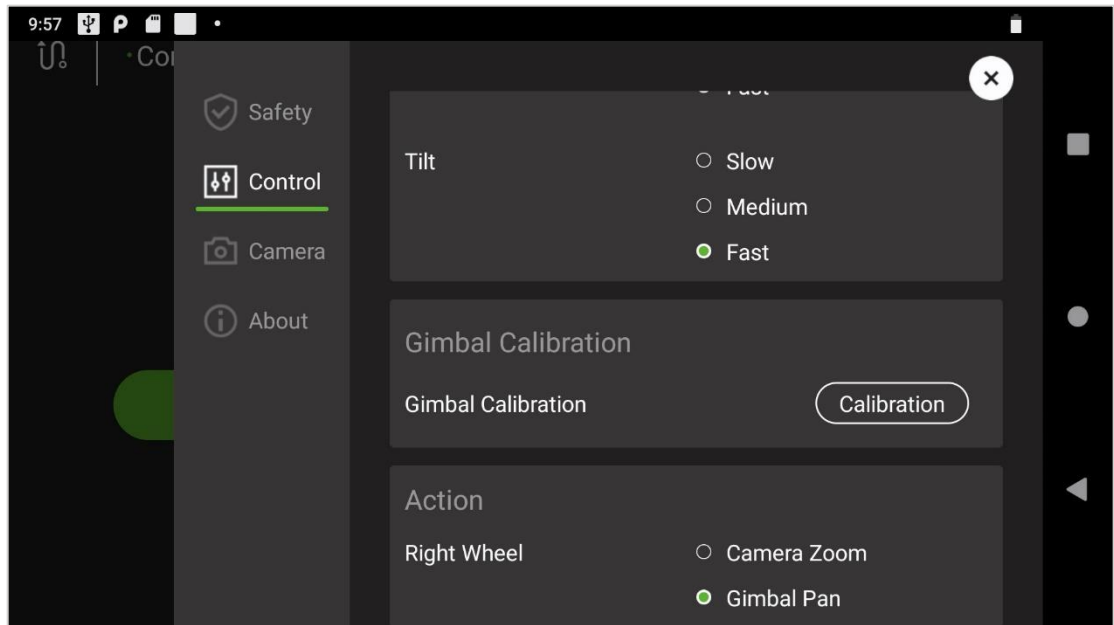 9:57
Safety
Control
Camera
About
Tilt
Slow
Medium
Fast
Gimbal Calibration
Gimbal Calibration Calibration
Action
Right Wheel
Camera Zoom
Gimbal Pan